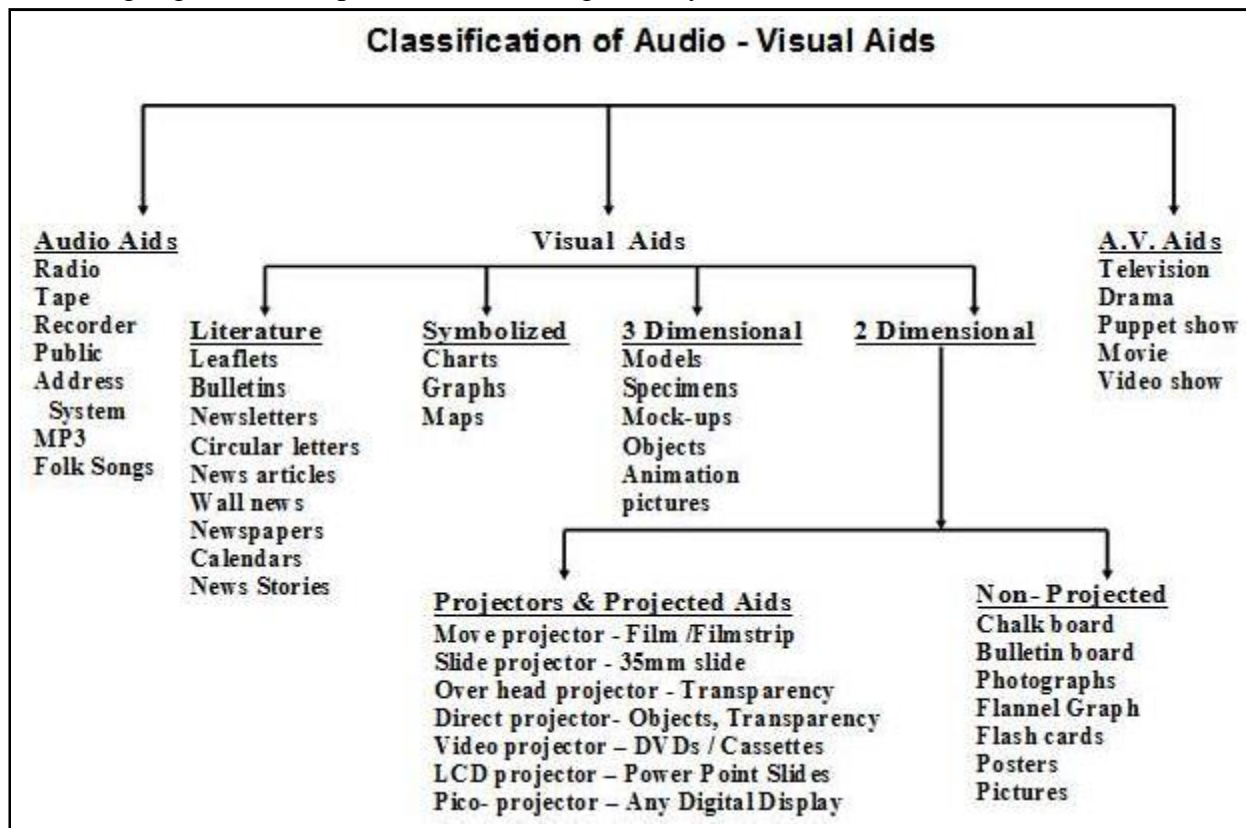 Classification of Audio - Visual Aids
Audio Aids
Radio
Tape
Recorder
Public
Address
System
MP3
Folk Songs
Visual Aids
Literature
Leaflets
Bulletins
Newsletters
Circular letters
News articles
Wall news
Newspapers
Calendars
News Stories
Symbolized
Charts
Graphs
Maps
3 Dimensional
Models
Specimens
Mock-ups
Objects
Animation
pictures
2 Dimensional
Projectors & Projected Aids
Move projector - Film /Filmstrip
Slide projector - 35mm slide
Over head projector - Transparency
Direct projector- Objects, Transparency
Video projector – DVDs / Cassettes
LCD projector – Power Point Slides
Pico- projector – Any Digital Display
Non- Projected
Chalk board
Bulletin board
Photographs
Flannel Graph
Flash cards
Posters
Pictures
A.V. Aids
Television
Drama
Puppet show
Movie
Video show